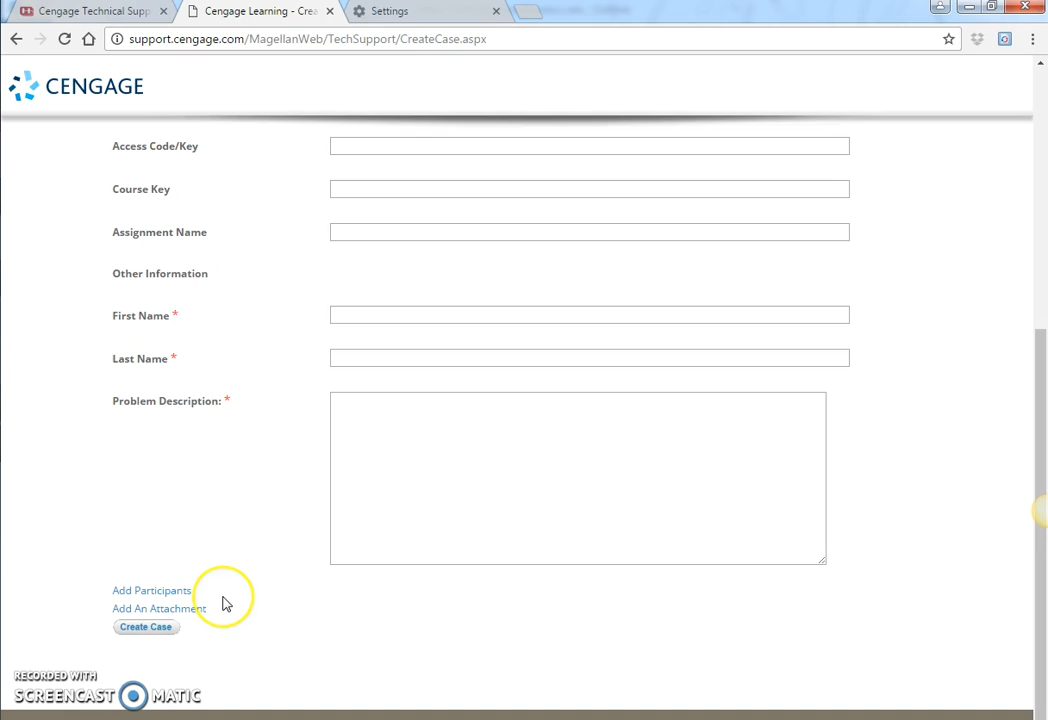 Cengage Technical Supp
Cengage Learning - Crea
Settings
support.cengage.com/MagellanWeb/TechSupport/CreateCase.aspx
CENGAGE
Access Code/Key
Course Key
Assignment Name
Other Information
First Name *
Last Name *
Problem Description: *
Add Participants
Add An Attachment
Create Case
RECORDED WITH
SCREENCAST MATIC